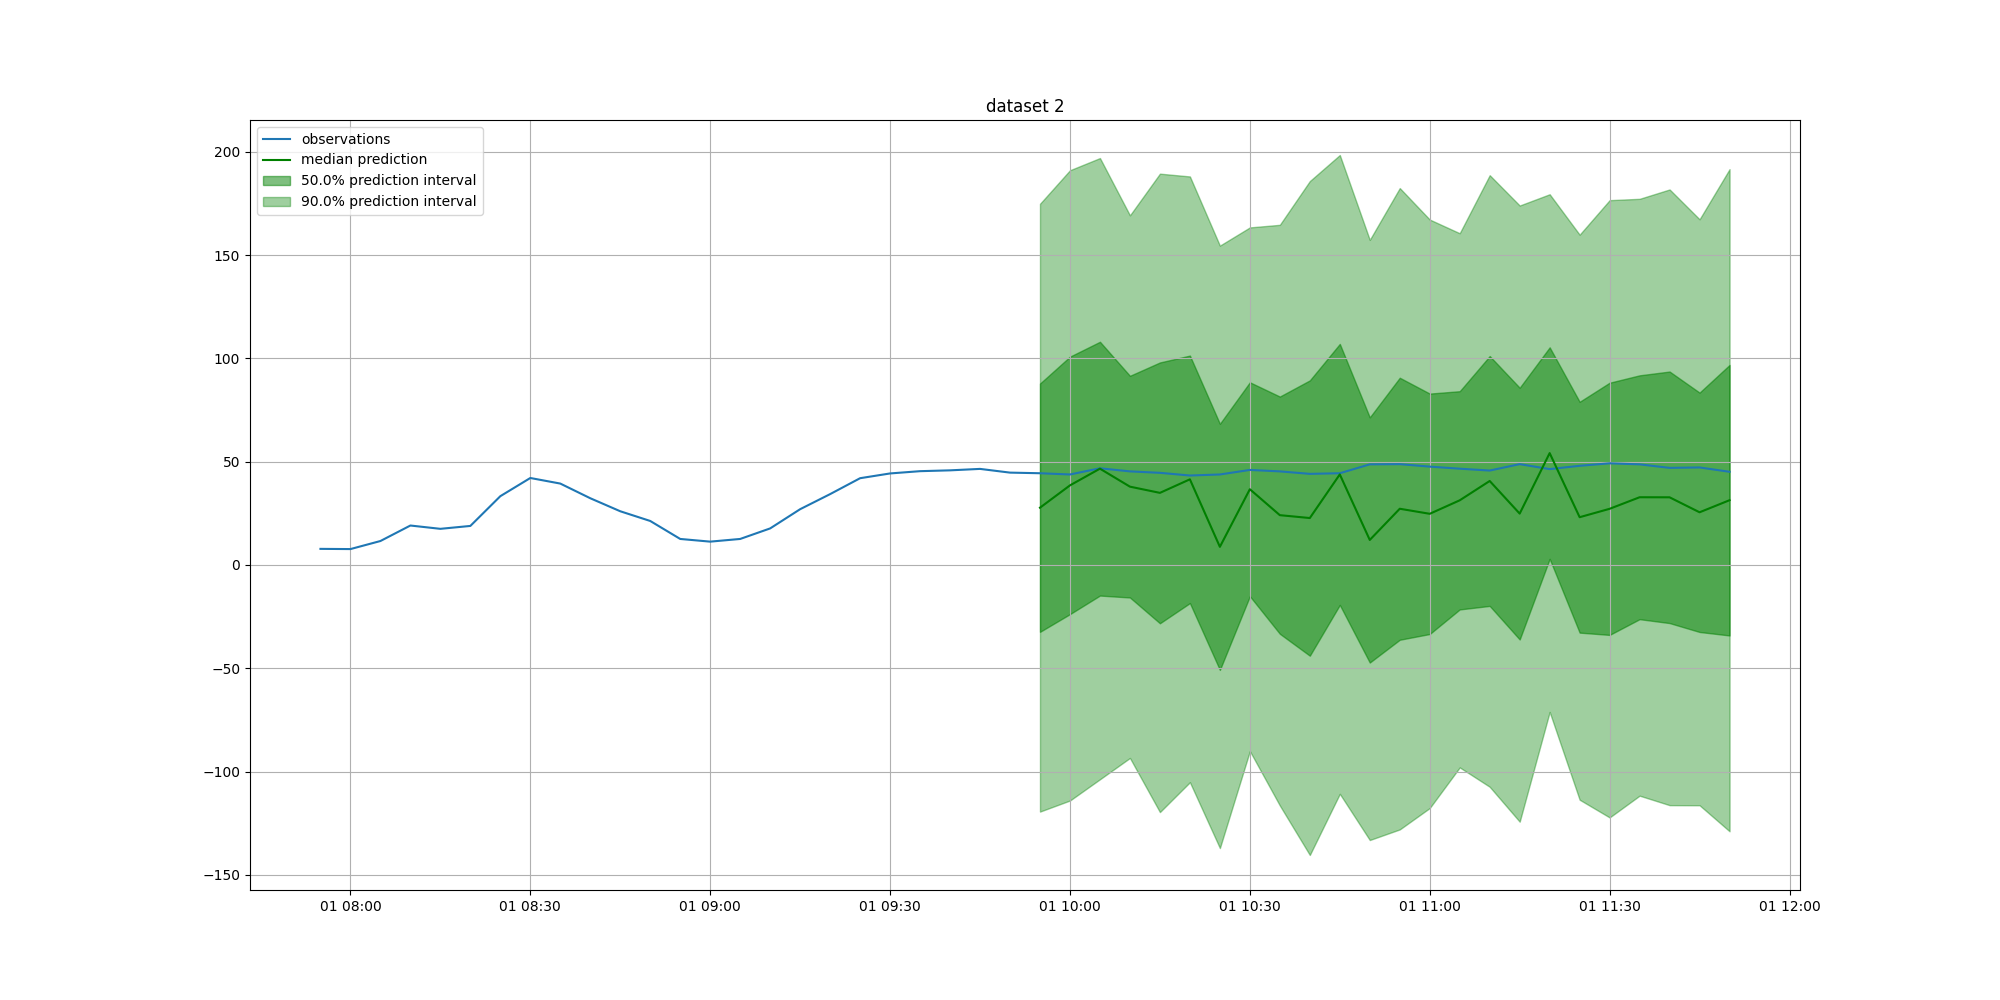 dataset 2
observations
median prediction
50.0% prediction interval
90.0% prediction interval
200
150
100
50
0
−50
−100
−150
01 08:00 01 08:30 01 09:00 01 09:30 01 10:00 01 10:30 01 11:00 01 11:30 01 12:00